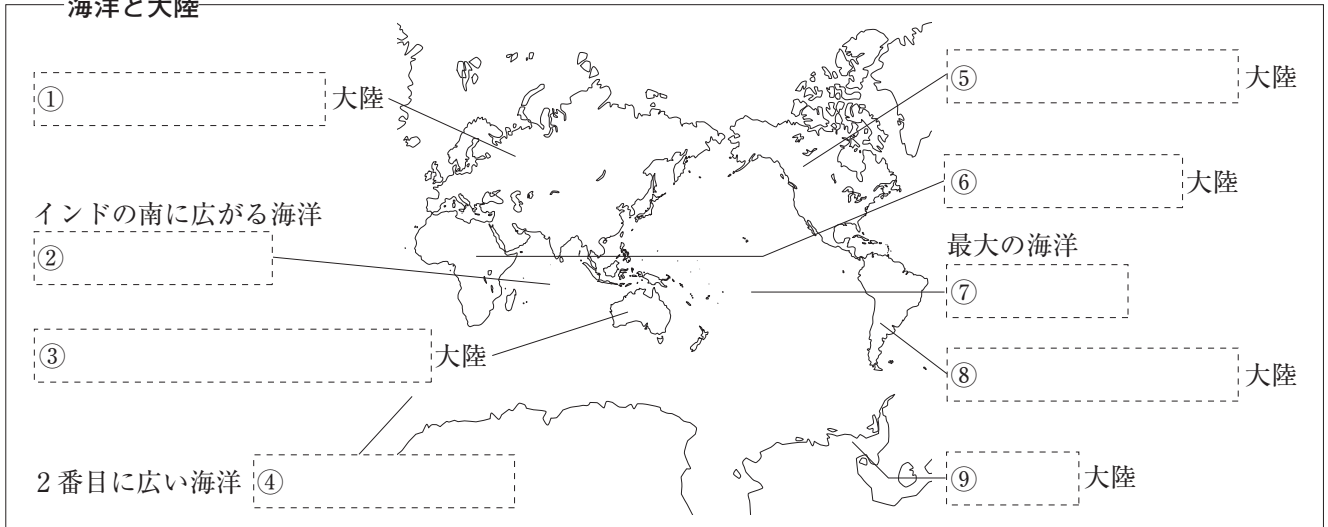 海洋と大陸
① 大陸
インドの南に広がる海洋
②
③ 大陸
2番目に広い海洋 ④
⑤ 大陸
⑥ 大陸
最大の海洋
⑦
⑧ 大陸
⑨ 大陸